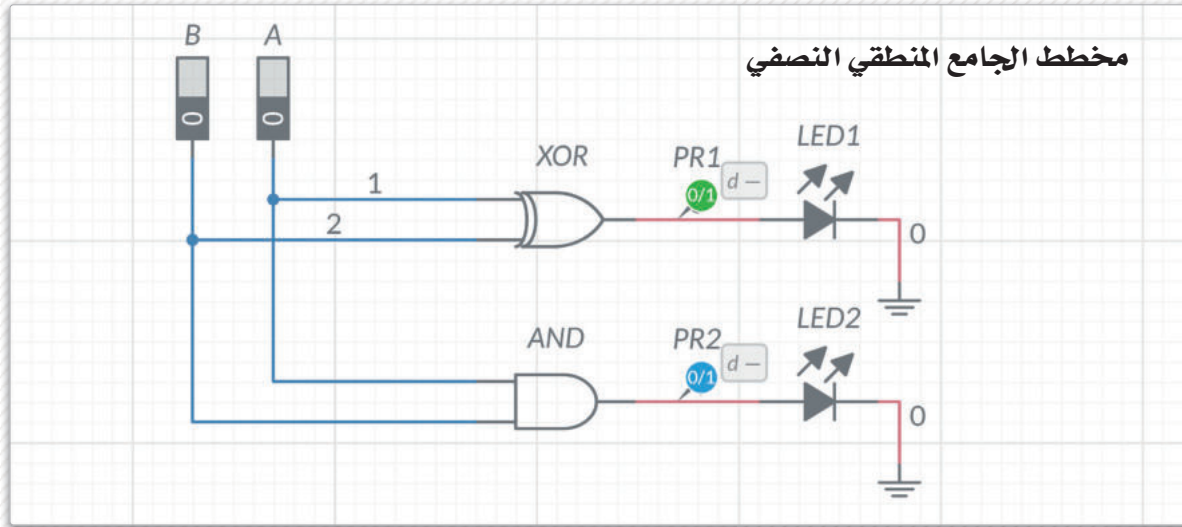 مخطط الجامع المنطقي النصفي
B A
0 0
XOR
PR1
LED1
1
0/1
d –
2
0
AND
PR2
LED2
0/1
d –
0